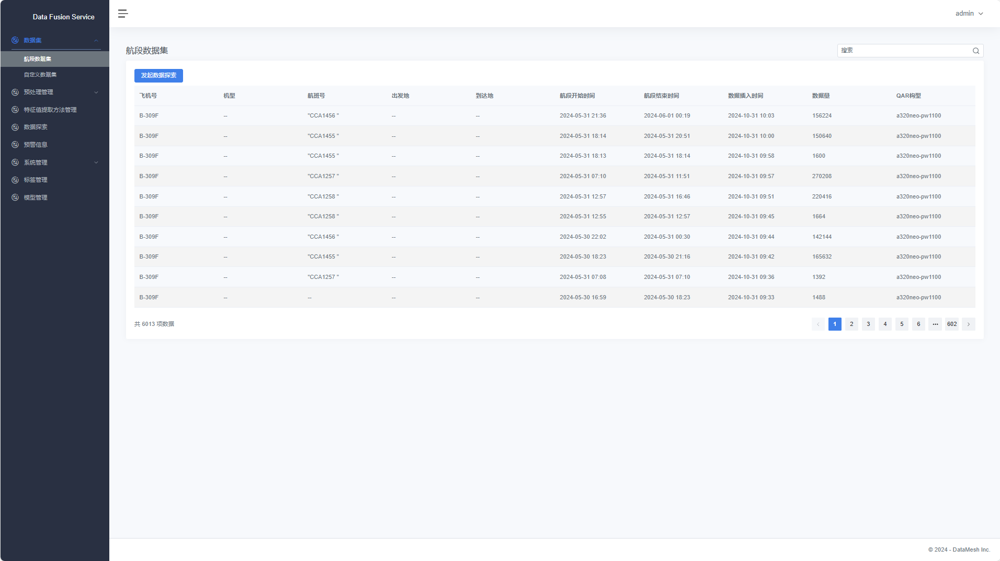 Data Fusion Service
admin
数据集
航段数据集
自定义数据集
预处理管理
特征值提取方法管理
数据探索
预警信息
系统管理
标签管理
模型管理
航段数据集
搜索
发起数据探索
飞机号 机型 航班号 出发地 到达地 航段开始时间 航段结束时间 数据插入时间 数据量 QAR构型
B-309F -- "CCA1456 " -- -- 2024-05-31 21:36 2024-06-01 00:19 2024-10-31 10:03 156224 a320neo-pw1100
B-309F -- "CCA1455 " -- -- 2024-05-31 18:14 2024-05-31 20:51 2024-10-31 10:00 150640 a320neo-pw1100
B-309F -- "CCA1455 " -- -- 2024-05-31 18:13 2024-05-31 18:14 2024-10-31 09:58 1600 a320neo-pw1100
B-309F -- "CCA1257 " -- -- 2024-05-31 07:10 2024-05-31 11:51 2024-10-31 09:57 270208 a320neo-pw1100
B-309F -- "CCA1258 " -- -- 2024-05-31 12:57 2024-05-31 16:46 2024-10-31 09:51 220416 a320neo-pw1100
B-309F -- "CCA1258 " -- -- 2024-05-31 12:55 2024-05-31 12:57 2024-10-31 09:45 1664 a320neo-pw1100
B-309F -- "CCA1456 " -- -- 2024-05-30 22:02 2024-05-31 00:30 2024-10-31 09:44 142144 a320neo-pw1100
B-309F -- "CCA1455 " -- -- 2024-05-30 18:23 2024-05-30 21:16 2024-10-31 09:42 165632 a320neo-pw1100
B-309F -- "CCA1257 " -- -- 2024-05-31 07:08 2024-05-31 07:10 2024-10-31 09:36 1392 a320neo-pw1100
B-309F -- -- -- -- 2024-05-30 16:59 2024-05-30 18:23 2024-10-31 09:33 1488 a320neo-pw1100
共 6013 项数据
1 2 3 4 5 6 ••• 602
© 2024 - DataMesh Inc.